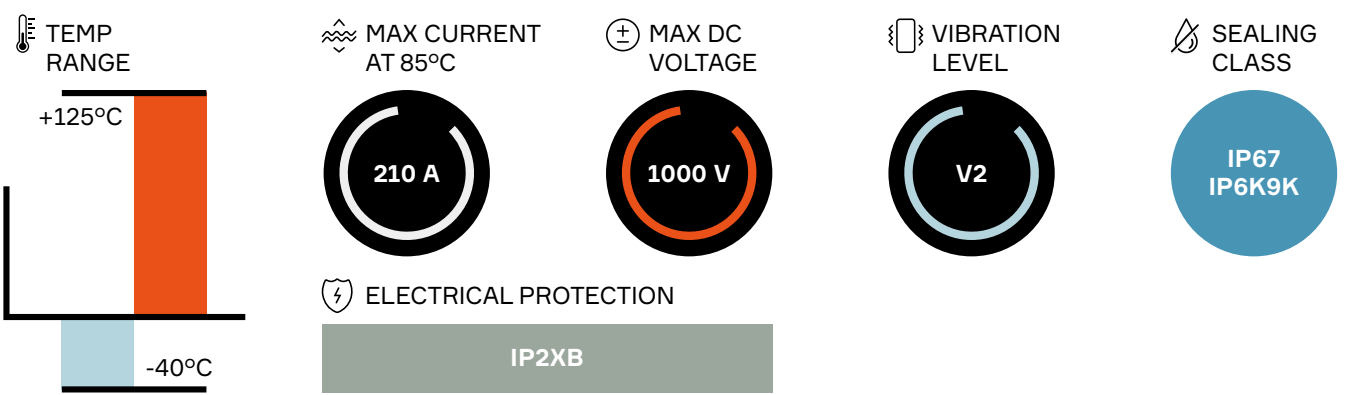 TEMP
RANGE
+125°C
-40°C
MAX CURRENT
AT 85°C
210 A
MAX DC
VOLTAGE
1000 V
VIBRATION
LEVEL
V2
SEALING
CLASS
IP67
IP6K9K
ELECTRICAL PROTECTION
IP2XB